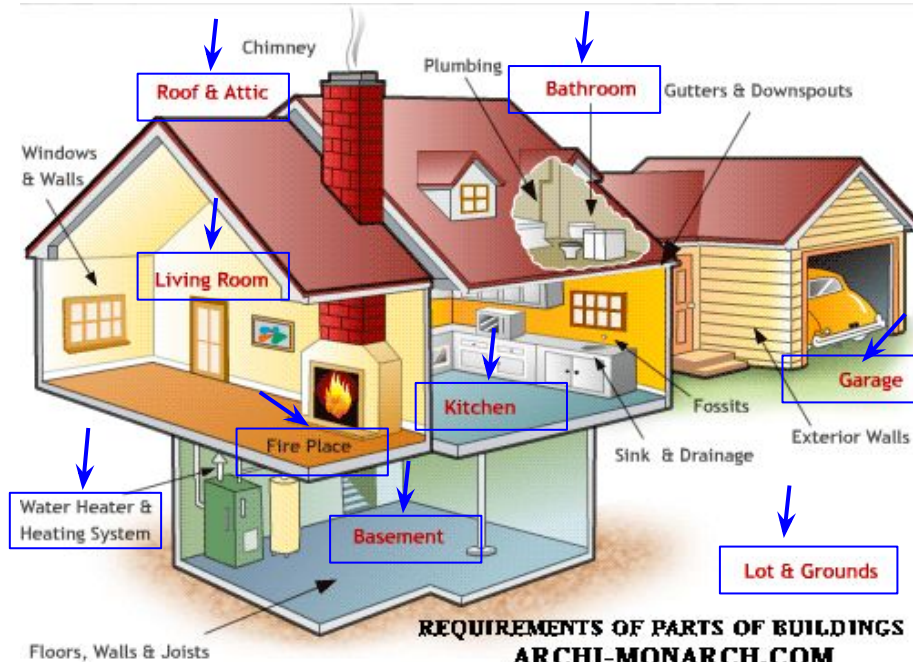 Chimney
Roof & Attic
Plumbing
Bathroom
Gutters & Downspouts
Windows
& Walls
Living Room
Garage
Kitchen
Fossits
Exterior Walls
Fire Place
Sink & Drainage
Water Heater &
Heating System
Basement
Lot & Grounds
REQUIREMENTS OF PARTS OF BUILDINGS
Floors, Walls & Joists
ARCHI-MONARCH.COM